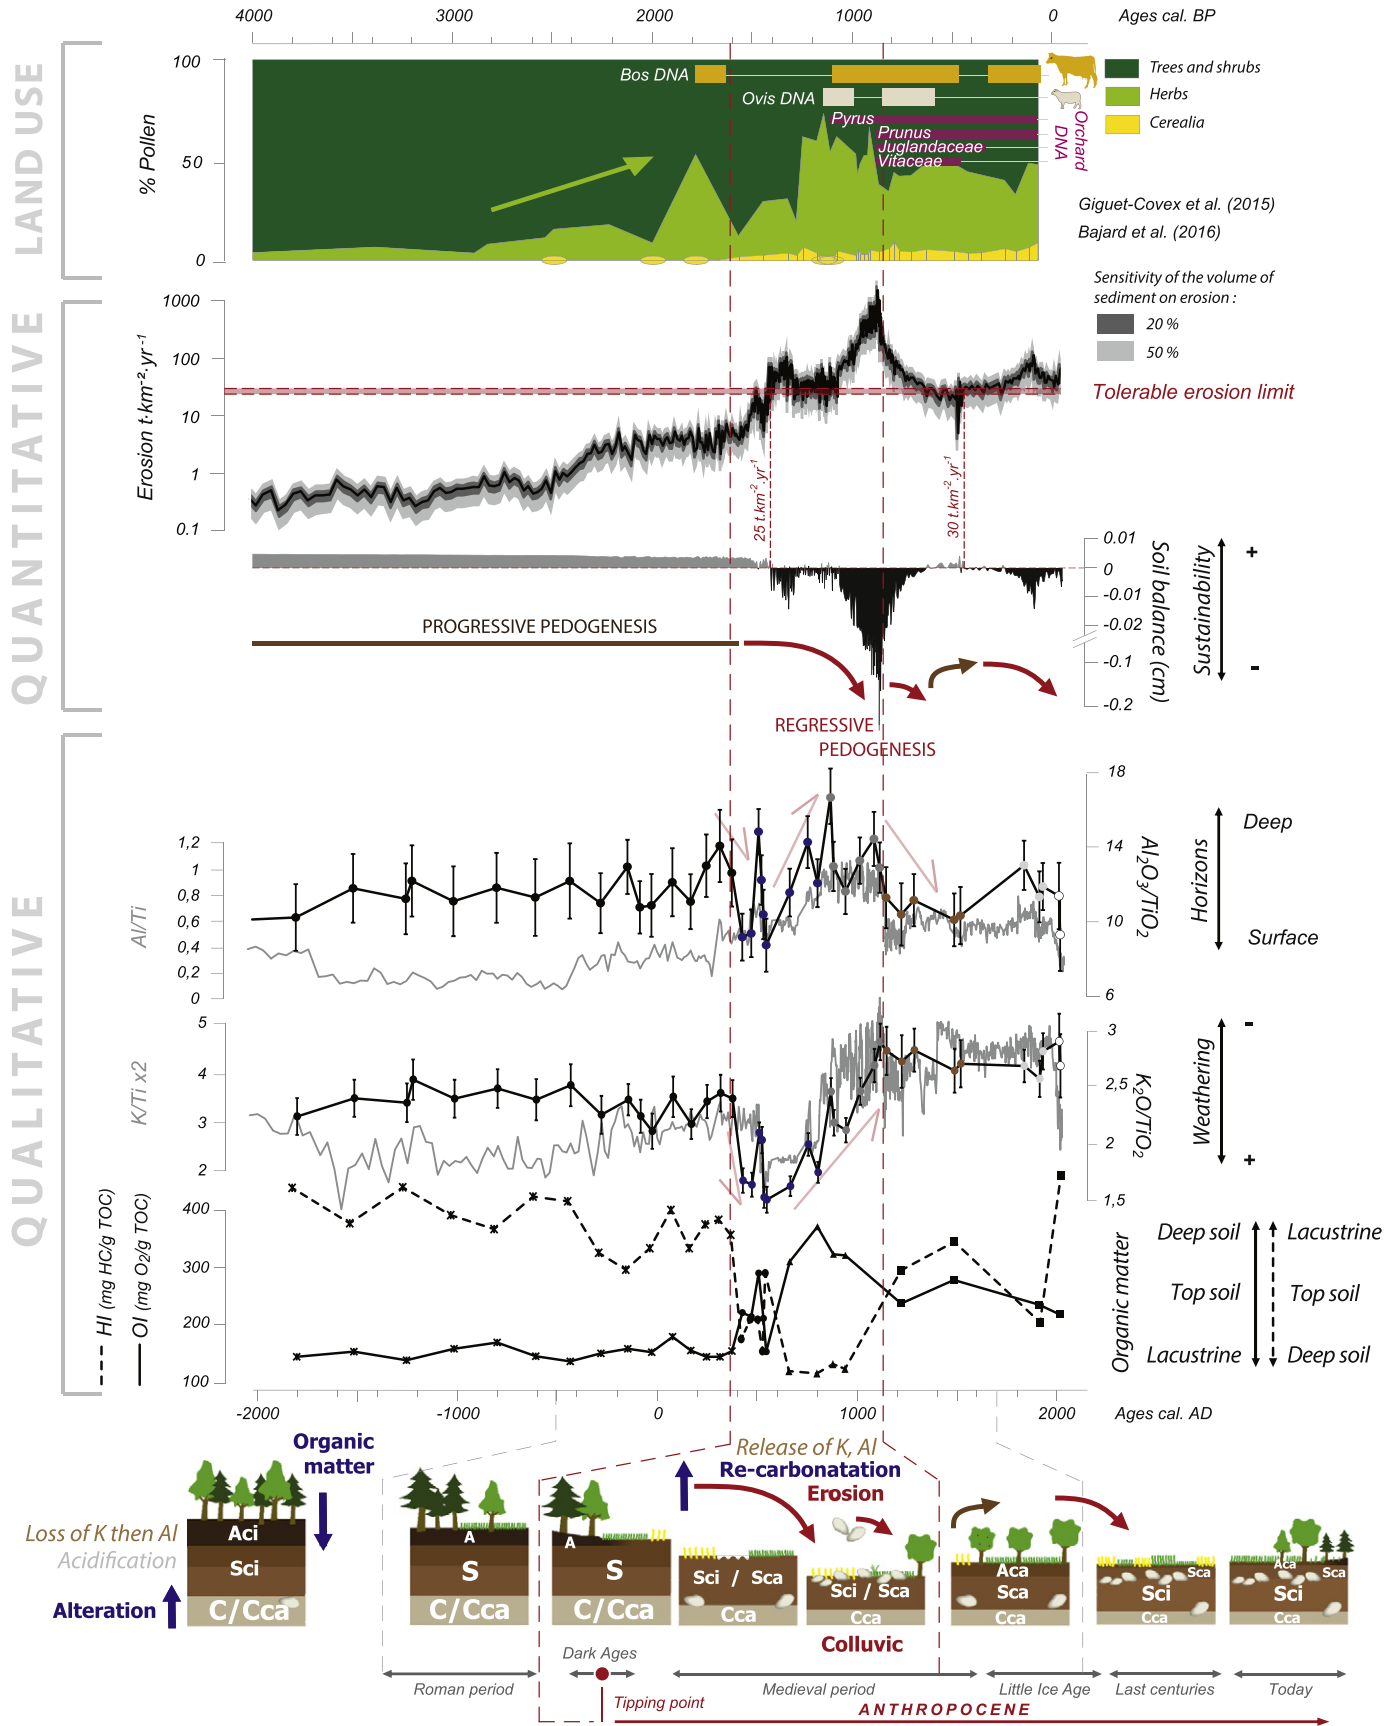 4000 3000 2000 1000 0 Ages cal. BP
LAND USE
% Pollen
100
50
0
Bos DNA
Ovis DNA
Pyrus
Prunus
Juglandaceae
Vitaceae
Orchard
DNA
Trees and shrubs
Herbs
Cerealia
Giguet-Covex et al. (2015)
Bajard et al. (2016)
Sensitivity of the volume of
sediment on erosion :
20 %
50 %
QUANTITATIVE
Erosion t·km⁻²·yr⁻¹
1000
100
10
1
0.1
Tolerable erosion limit
25 t.km⁻².yr⁻¹
30 t.km⁻².yr⁻¹
0.01
0
-0.01
-0.02
-0.1
-0.2
Soil balance (cm)
Sustainability
+
-
PROGRESSIVE PEDOGENESIS
REGRESSIVE
PEDOGENESIS
QUALITATIVE
Al/Ti
1,2
1
0,8
0,6
0,4
0,2
0
18
14
10
6
Al₂O₃/TiO₂
Horizons
Deep
Surface
K/Ti x2
5
4
3
2
3
2,5
2
1,5
K₂O/TiO₂
Weathering
-
+
HI (mg HC/g TOC)
OI (mg O₂/g TOC)
400
300
200
100
Organic matter
Deep soil Lacustrine
Top soil Top soil
Lacustrine Deep soil
-2000 -1000 0 1000 2000 Ages cal. AD
Organic
matter
Loss of K then Al
Acidification
Alteration
Release of K, Al
Re-carbonatation
Erosion
Aci
Sci
C/Cca
A
S
C/Cca
A
S
C/Cca
Sci / Sca
Cca
Sci / Sca
Cca
Aca
Sca
Cca
Sca
Sci
Cca
Aca
Sca
Sci
Cca
Colluvic
Dark Ages
Roman period
Tipping point
Medieval period
Little Ice Age
Last centuries
Today
ANTHROPOCENE